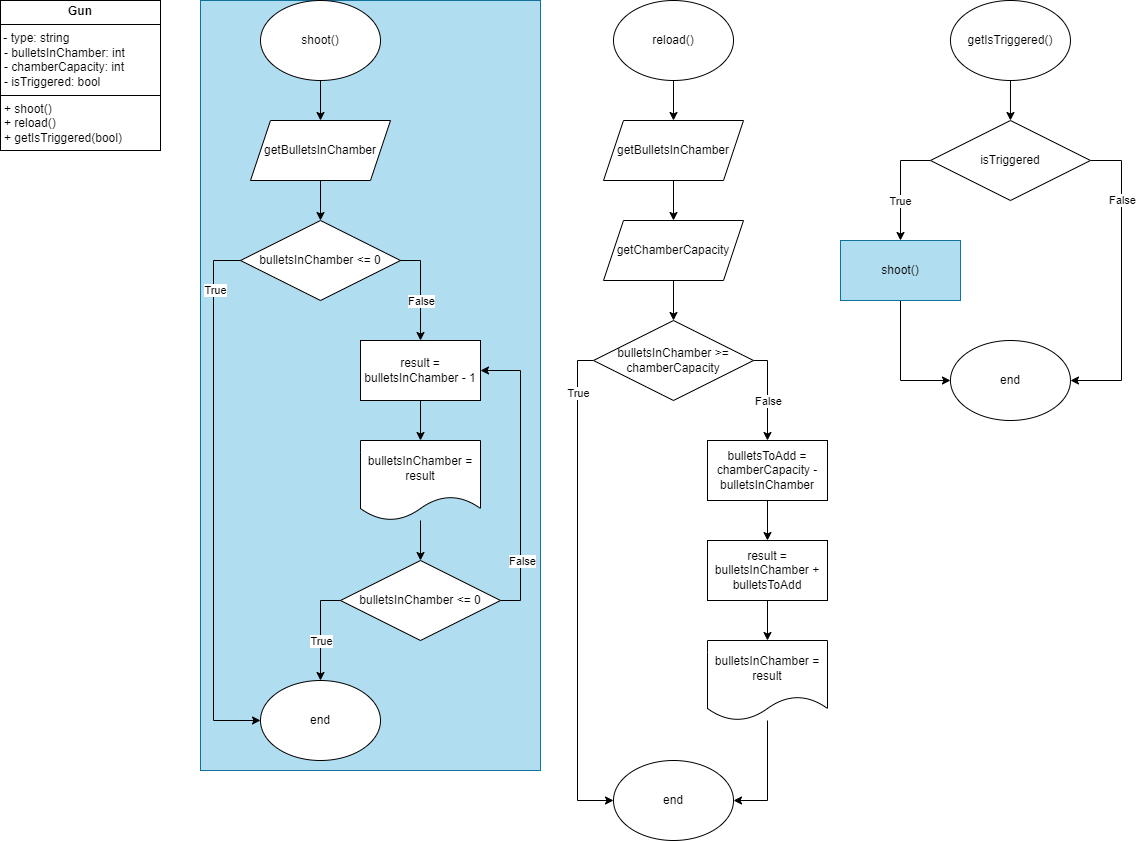 Gun
- type: string
- bulletsInChamber: int
- chamberCapacity: int
- isTriggered: bool
+ shoot()
+ reload()
+ getIsTriggered(bool)
shoot()
getBulletsInChamber
bulletsInChamber <= 0
True
False
result =
bulletsInChamber - 1
bulletsInChamber =
result
False
bulletsInChamber <= 0
True
end
reload()
getBulletsInChamber
getChamberCapacity
bulletsInChamber >=
chamberCapacity
True
False
bulletsToAdd =
chamberCapacity -
bulletsInChamber
result =
bulletsInChamber +
bulletsToAdd
bulletsInChamber =
result
end
getIsTriggered()
isTriggered
True
False
shoot()
end